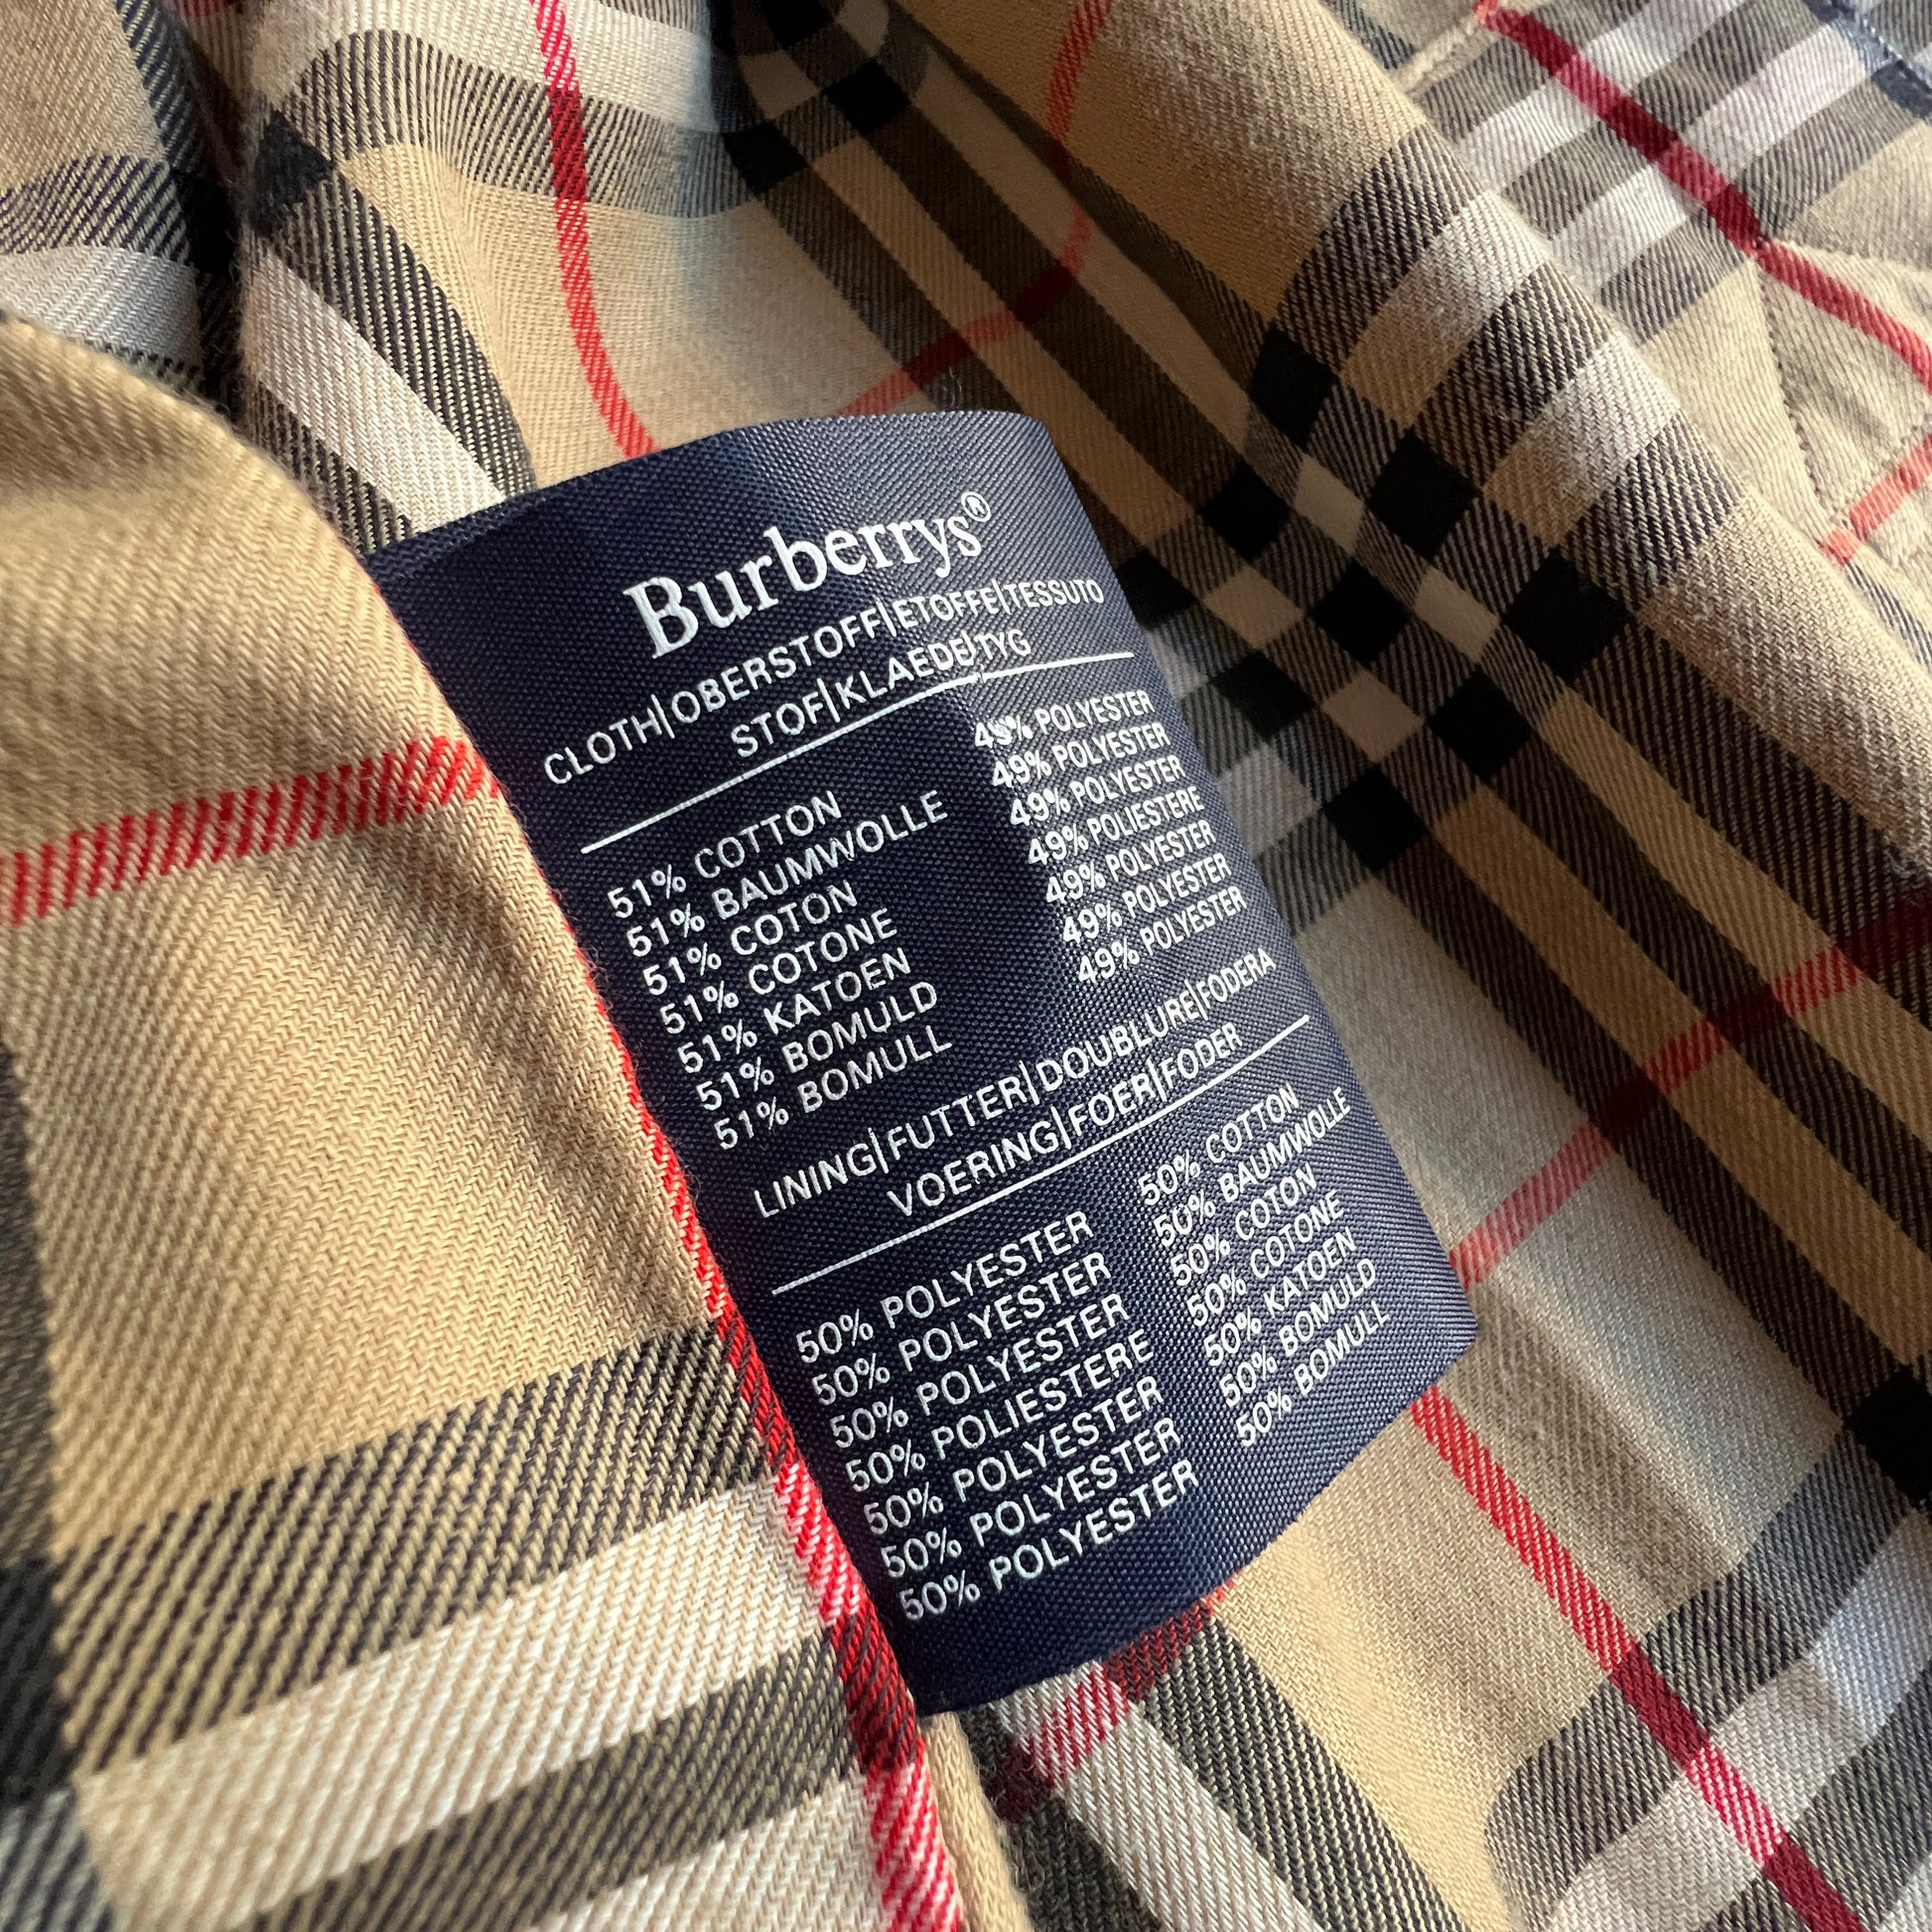 Burberrys®
CLOTH|OBERSTOFF|ETOFFE|TESSUTO
STOF|KLAEDE|TYG
51% COTTON 49% POLYESTER
51% BAUMWOLLE 49% POLYESTER
51% COTON 49% POLYESTER
51% COTONE 49% POLIESTERE
51% KATOEN 49% POLYESTER
51% BOMULD 49% POLYESTER
51% BOMULL 49% POLYESTER
LINING|FUTTER|DOUBLURE|FODERA
VOERING|FOER|FODER
50% POLYESTER 50% COTTON
50% POLYESTER 50% BAUMWOLLE
50% POLYESTER 50% COTON
50% POLIESTERE 50% COTONE
50% POLYESTER 50% KATOEN
50% POLYESTER 50% BOMULD
50% POLYESTER 50% BOMULL